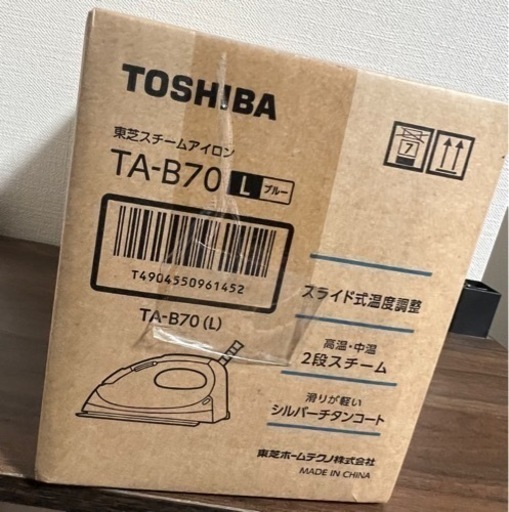 TOSHIBA
東芝スチームアイロン
TA-B70 L ブルー
T4904550961452
TA-B70(L)
7
スライド式温度調整
高温・中温
2段スチーム
滑りが軽い
シルバーチタンコート
東芝ホームテクノ株式会社
MADE IN CHINA